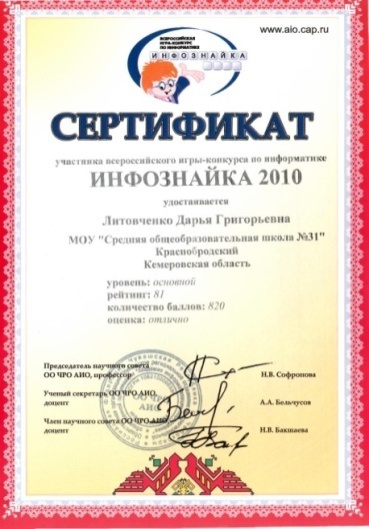 www.aio.cap.ru
ВСЕРОССИЙСКАЯ
ИГРА-КОНКУРС
ПО ИНФОРМАТИКЕ
ИНФОЗНАЙКА
СЕРТИФИКАТ
участника всероссийского игры-конкурса по информатике
ИНФОЗНАЙКА 2010
удостаивается
Литовченко Дарья Григорьевна
МОУ "Средняя общеобразовательная школа №31"
Краснобродский
Кемеровская область
уровень: основной
рейтинг: 81
количество баллов: 820
оценка: отлично
Председатель научного совета
ОО ЧРО АИО, профессор
Н.В. Софронова
Ученый секретарь ОО ЧРО АИО,
доцент
А.А. Бельчусов
Член научного совета ОО ЧРО АИО,
доцент
Н.В. Бакшаева